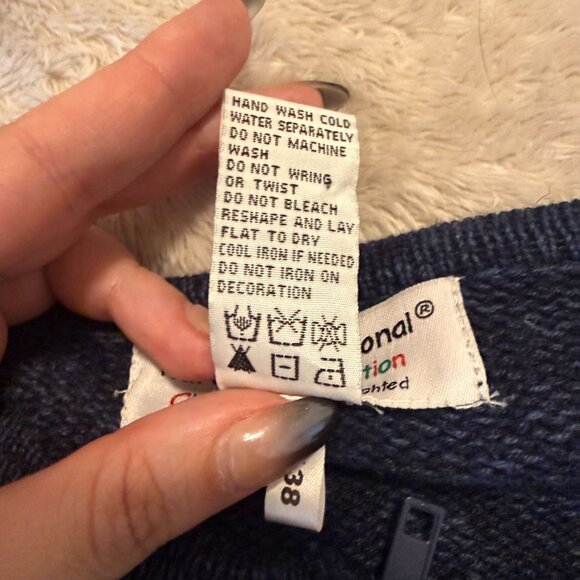 HAND WASH COLD
WATER SEPARATELY
DO NOT MACHINE
WASH
DO NOT WRING
OR TWIST
DO NOT BLEACH
RESHAPE AND LAY
FLAT TO DRY
COOL IRON IF NEEDED
DO NOT IRON ON
DECORATION
onal®
tion
ghted
38